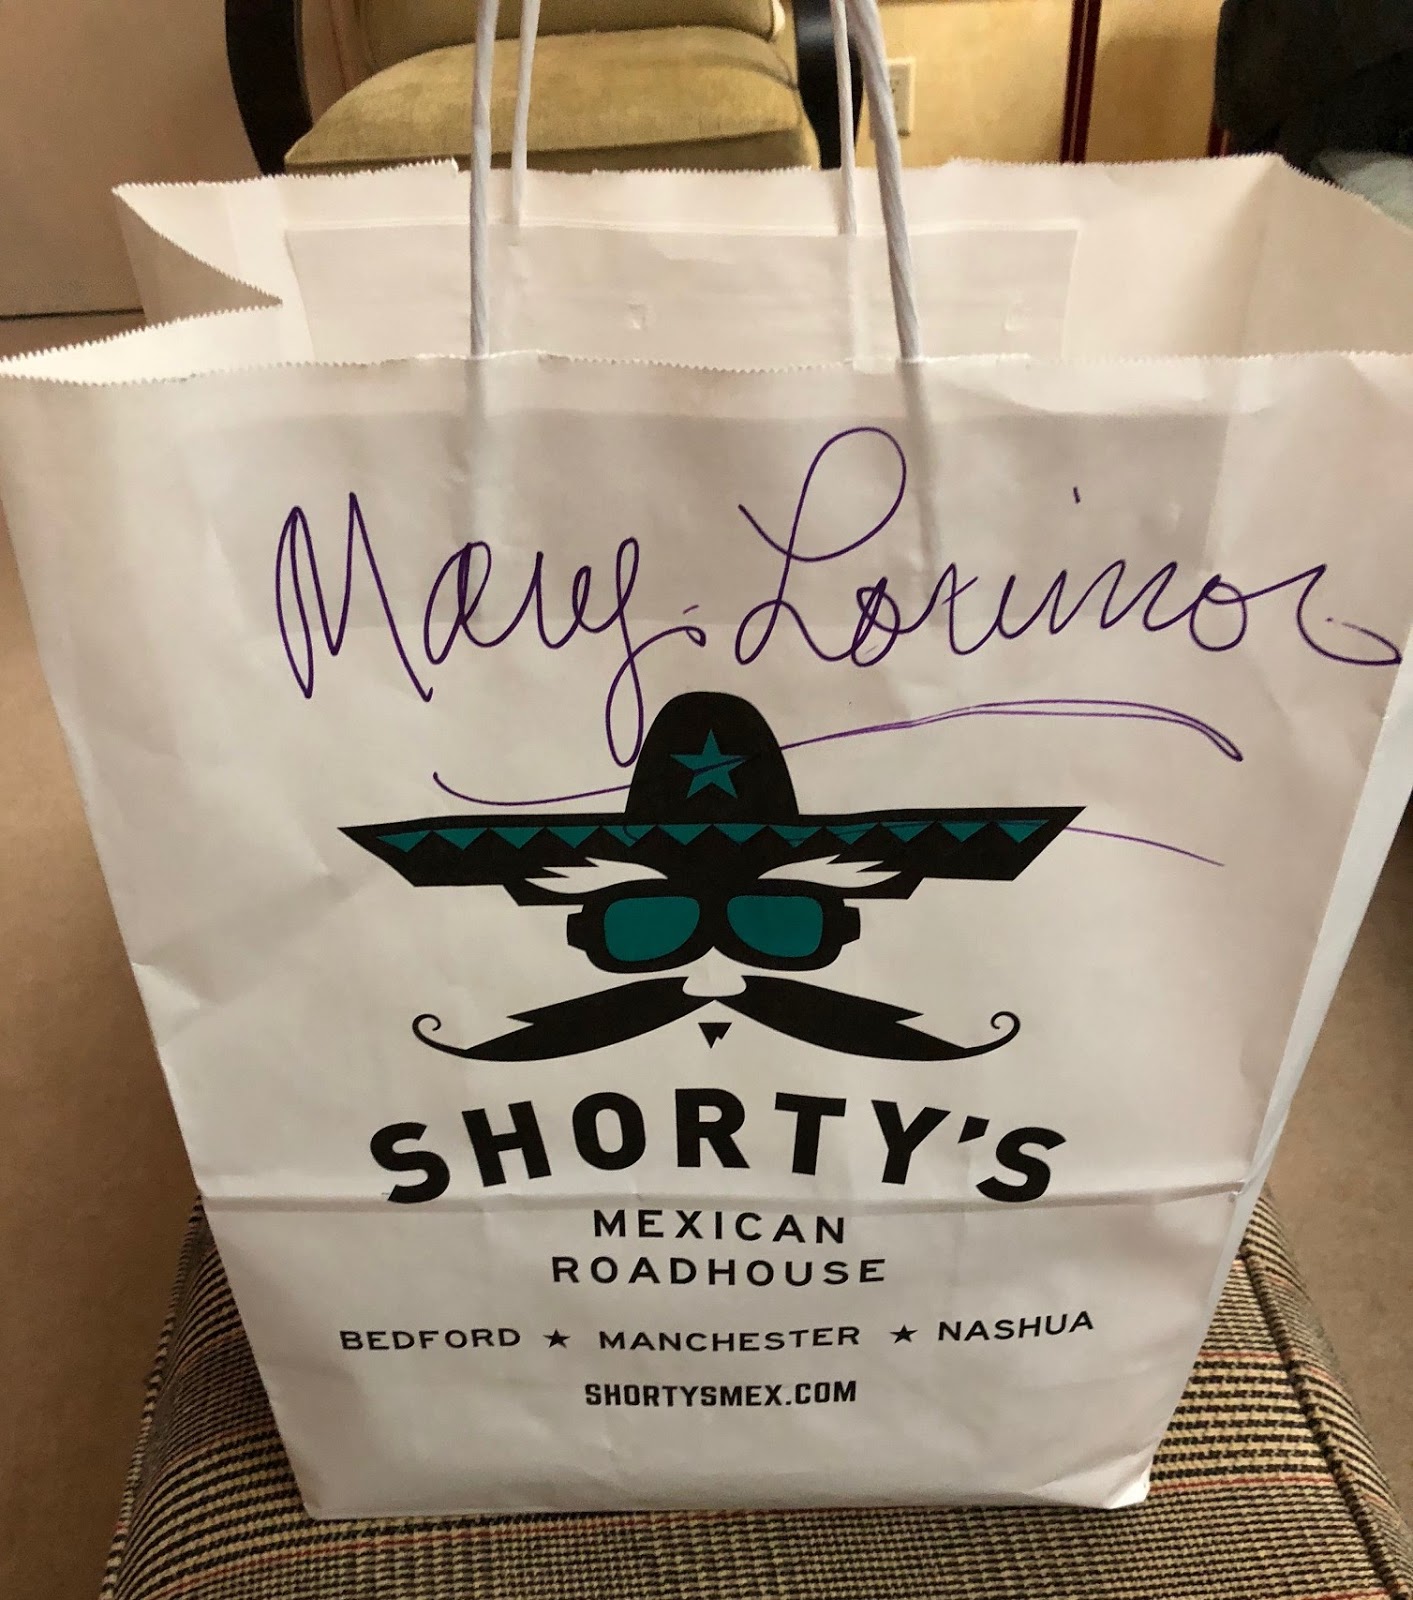 Mary. Lorimor
SHORTY'S
MEXICAN
ROADHOUSE
BEDFORD ★ MANCHESTER ★ NASHUA
SHORTYSMEX.COM